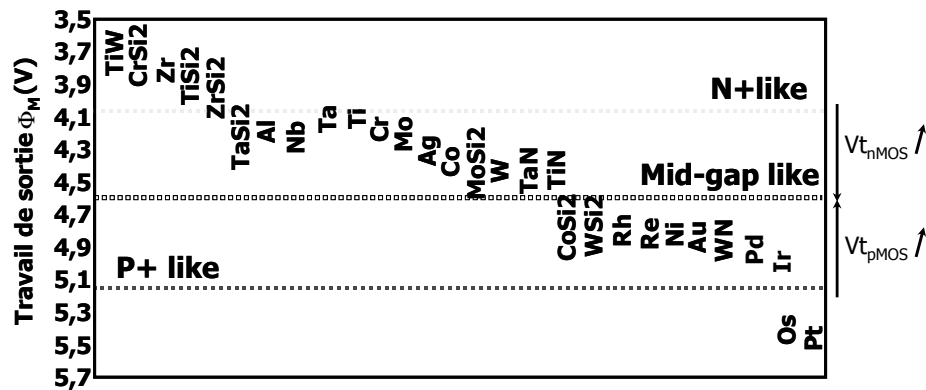 Travail de sortie Φ_M(V)
3,5
3,7
3,9
4,1
4,3
4,5
4,7
4,9
5,1
5,3
5,5
5,7
TiW
CrSi2
Zr
TiSi2
ZrSi2
TaSi2
Al
Nb
Ta
Ti
Cr
Mo
Ag
Co
MoSi2
W
TaN
TiN
CoSi2
WSi2
Rh
Re
Ni
Au
WN
Pd
Ir
Os
Pt
N+like
Mid-gap like
P+ like
Vt_nMOS
Vt_pMOS